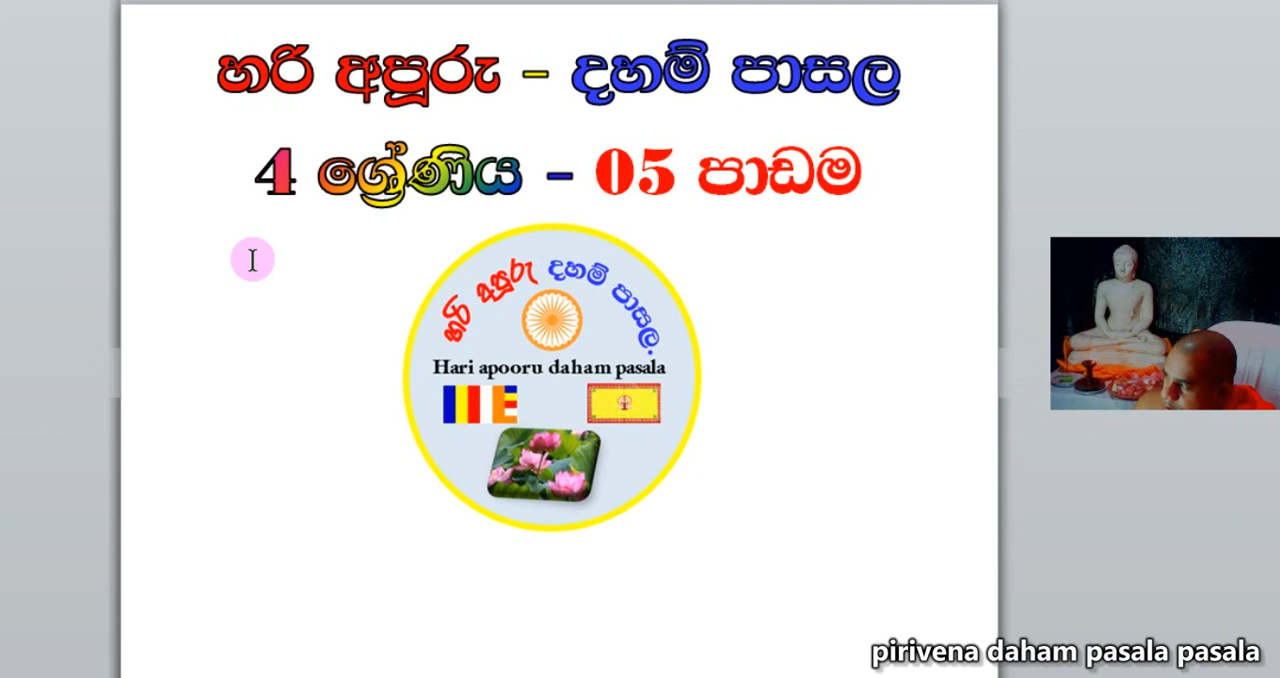 හරි අපූරු – දහම් පාසල
4 ශ්‍රේණිය – 05 පාඩම
හරි අපූරු දහම් පාසල.
Hari apooru daham pasala
pirivena daham pasala pasala